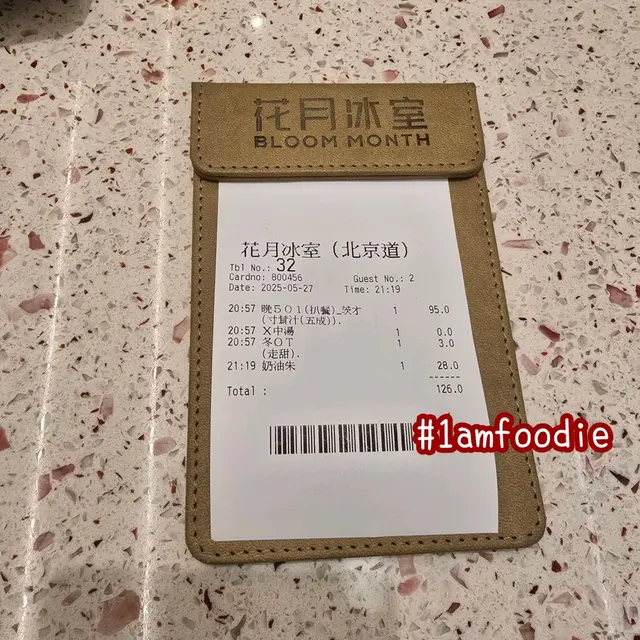 花月冰室
BLOOM MONTH
花月冰室（北京道）
Tbl No.: 32
Cardno: 800456 Guest No.: 2
Date: 2025-05-27 Time: 21:19
20:57 晚５０１(扒餐)_茨才 1 95.0
(寸茸汁(五成)).
20:57 Ｘ中湯 1 0.0
20:57 冬ＯＴ 1 3.0
(走甜).
21:19 奶油朱 1 28.0
------
Total : 126.0
#1amfoodie